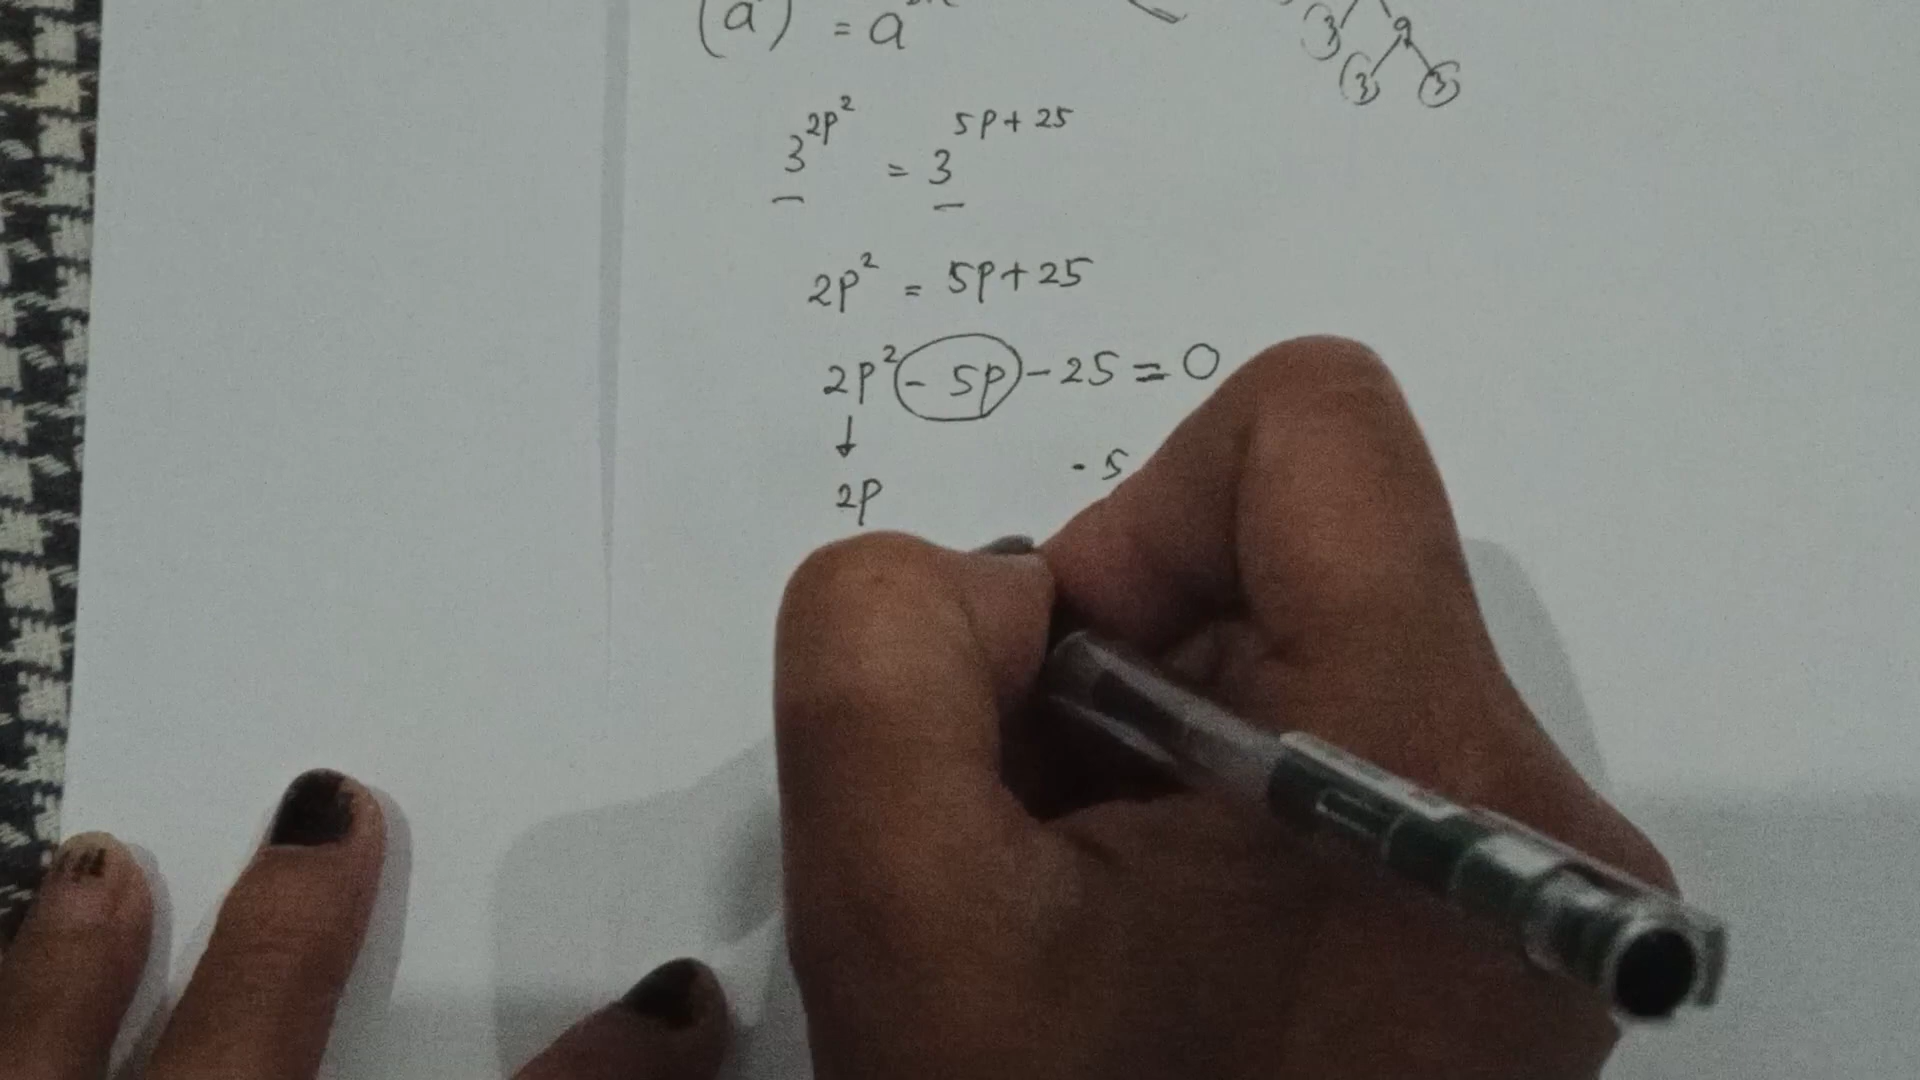 (a ) = a
3
9
3 3
3^2p² = 3^5p+25
2p² = 5p+25
2p² - 5p - 25 = 0
↓
- 5
2p